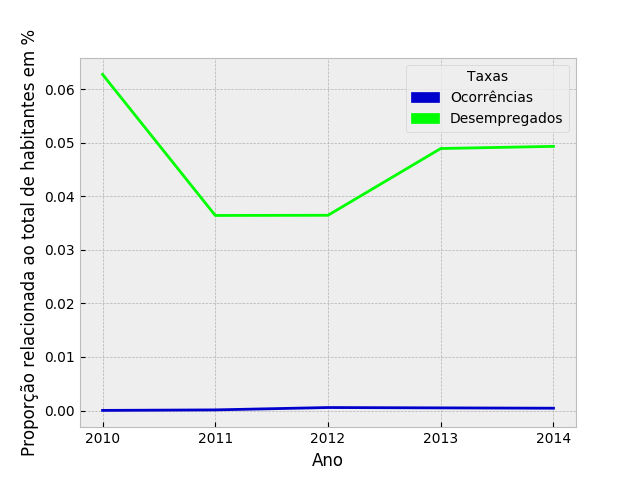 Proporção relacionada ao total de habitantes em %
0.06
0.05
0.04
0.03
0.02
0.01
0.00
Taxas
Ocorrências
Desempregados
2010 2011 2012 2013 2014
Ano